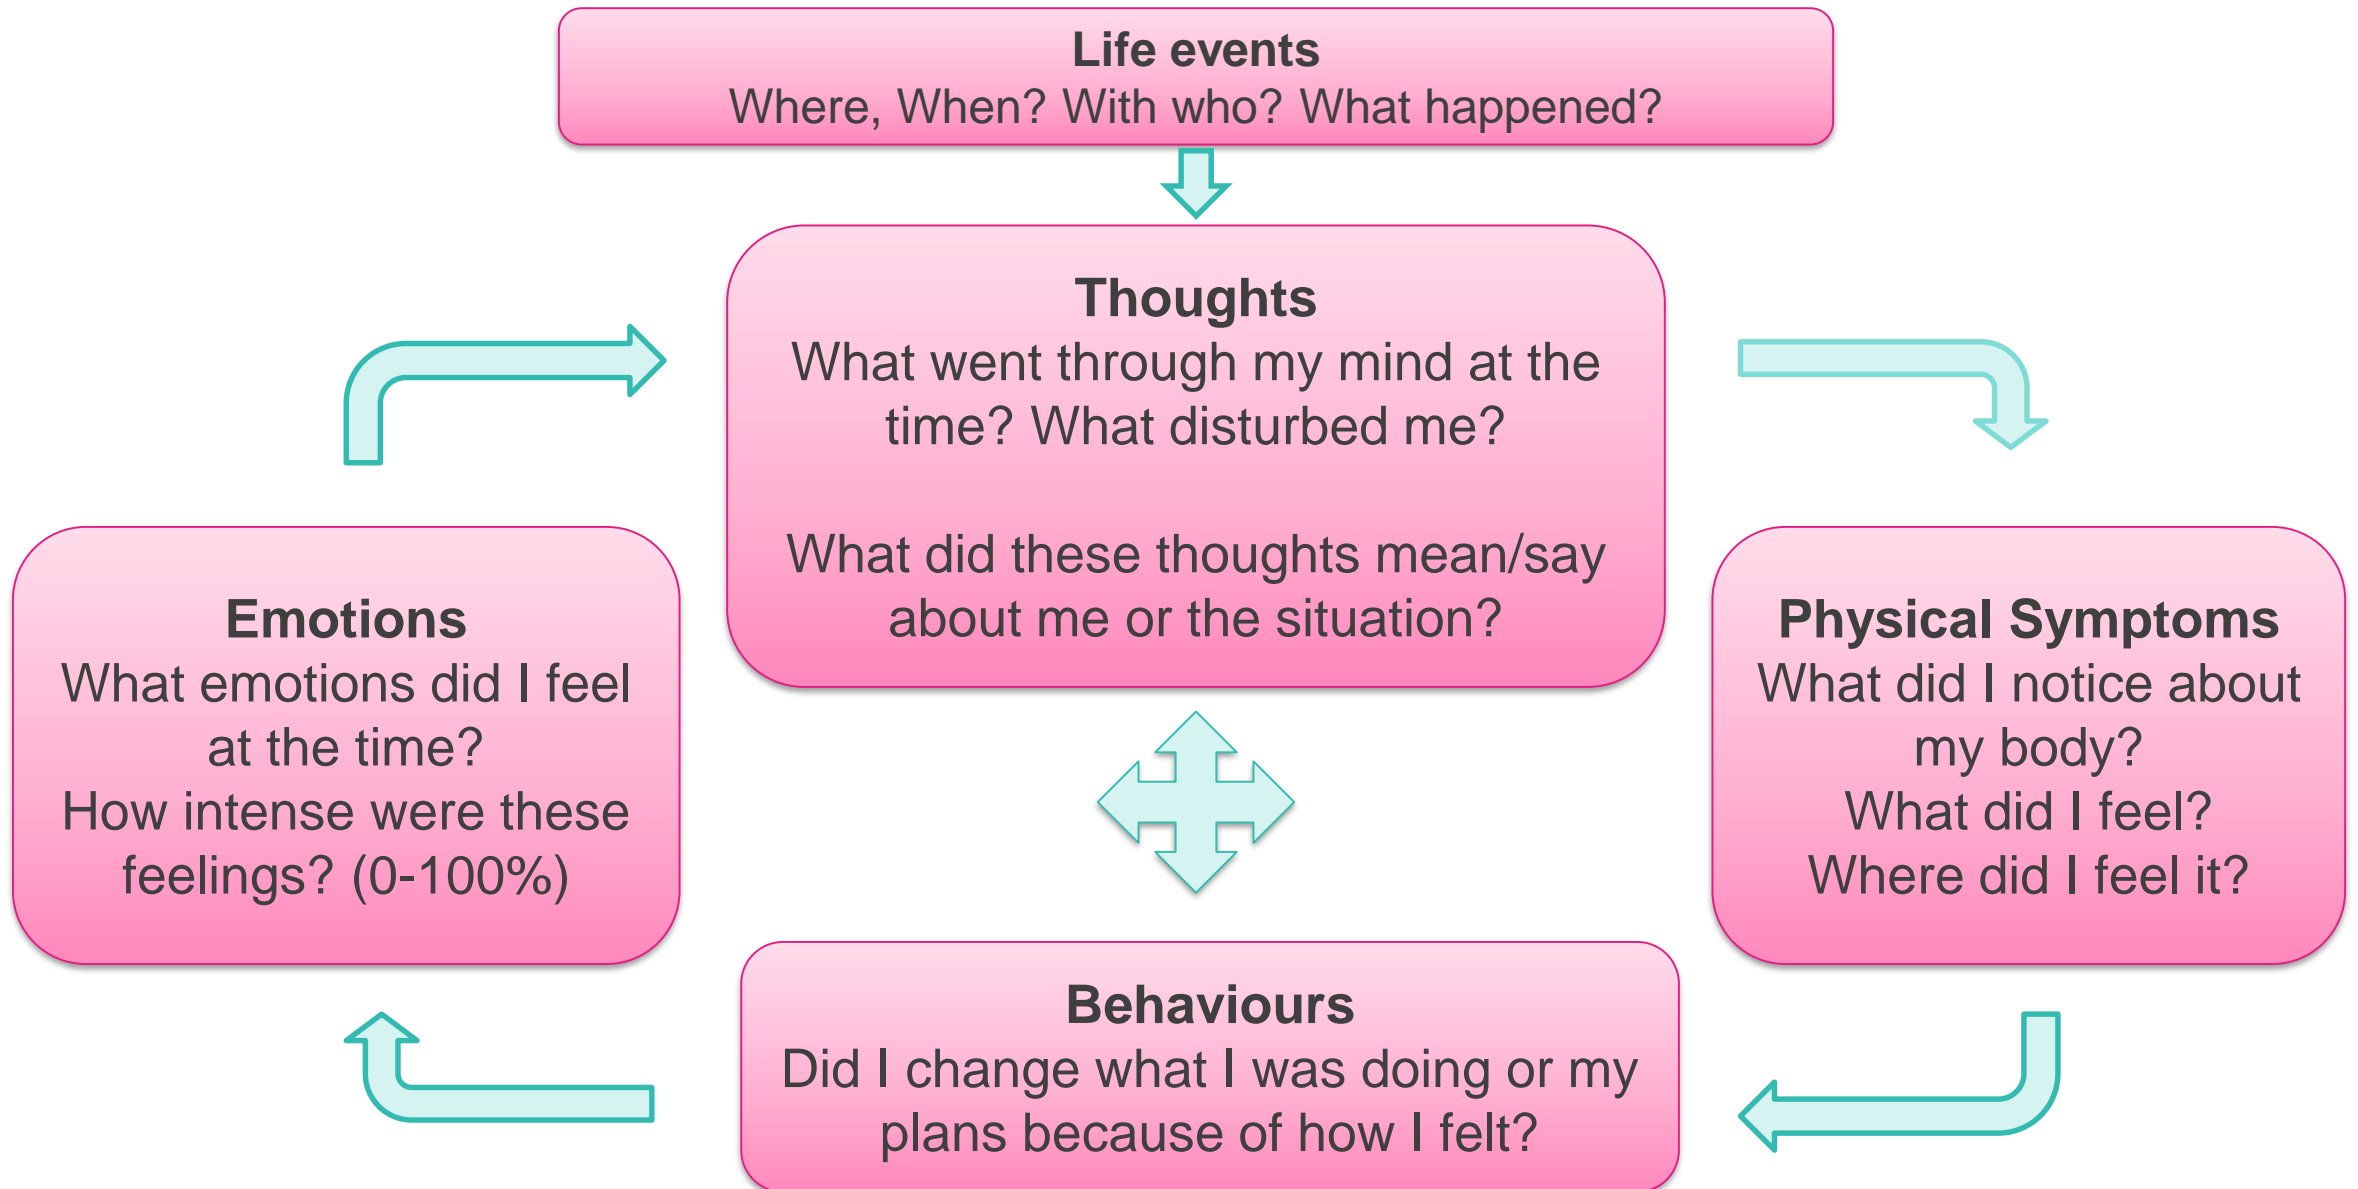 Life events
Where, When? With who? What happened?
Thoughts
What went through my mind at the
time? What disturbed me?
What did these thoughts mean/say
about me or the situation?
Emotions
What emotions did I feel
at the time?
How intense were these
feelings? (0-100%)
Physical Symptoms
What did I notice about
my body?
What did I feel?
Where did I feel it?
Behaviours
Did I change what I was doing or my
plans because of how I felt?